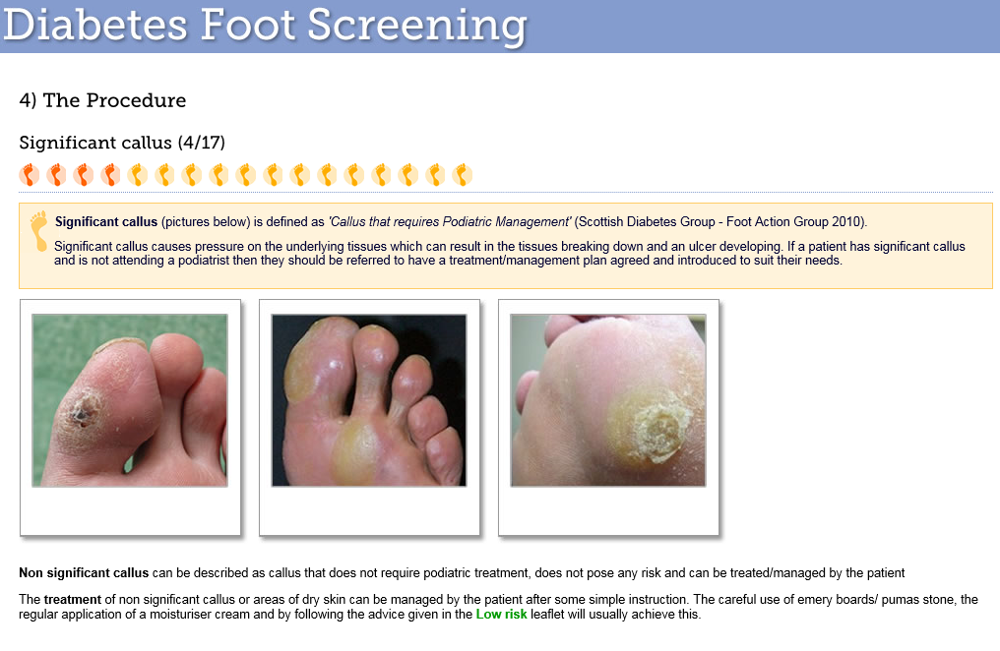 Diabetes Foot Screening
4) The Procedure
Significant callus (4/17)
Significant callus (pictures below) is defined as 'Callus that requires Podiatric Management' (Scottish Diabetes Group - Foot Action Group 2010).
Significant callus causes pressure on the underlying tissues which can result in the tissues breaking down and an ulcer developing. If a patient has significant callus
and is not attending a podiatrist then they should be referred to have a treatment/management plan agreed and introduced to suit their needs.
Non significant callus can be described as callus that does not require podiatric treatment, does not pose any risk and can be treated/managed by the patient
The treatment of non significant callus or areas of dry skin can be managed by the patient after some simple instruction. The careful use of emery boards/ pumas stone, the
regular application of a moisturiser cream and by following the advice given in the Low risk leaflet will usually achieve this.